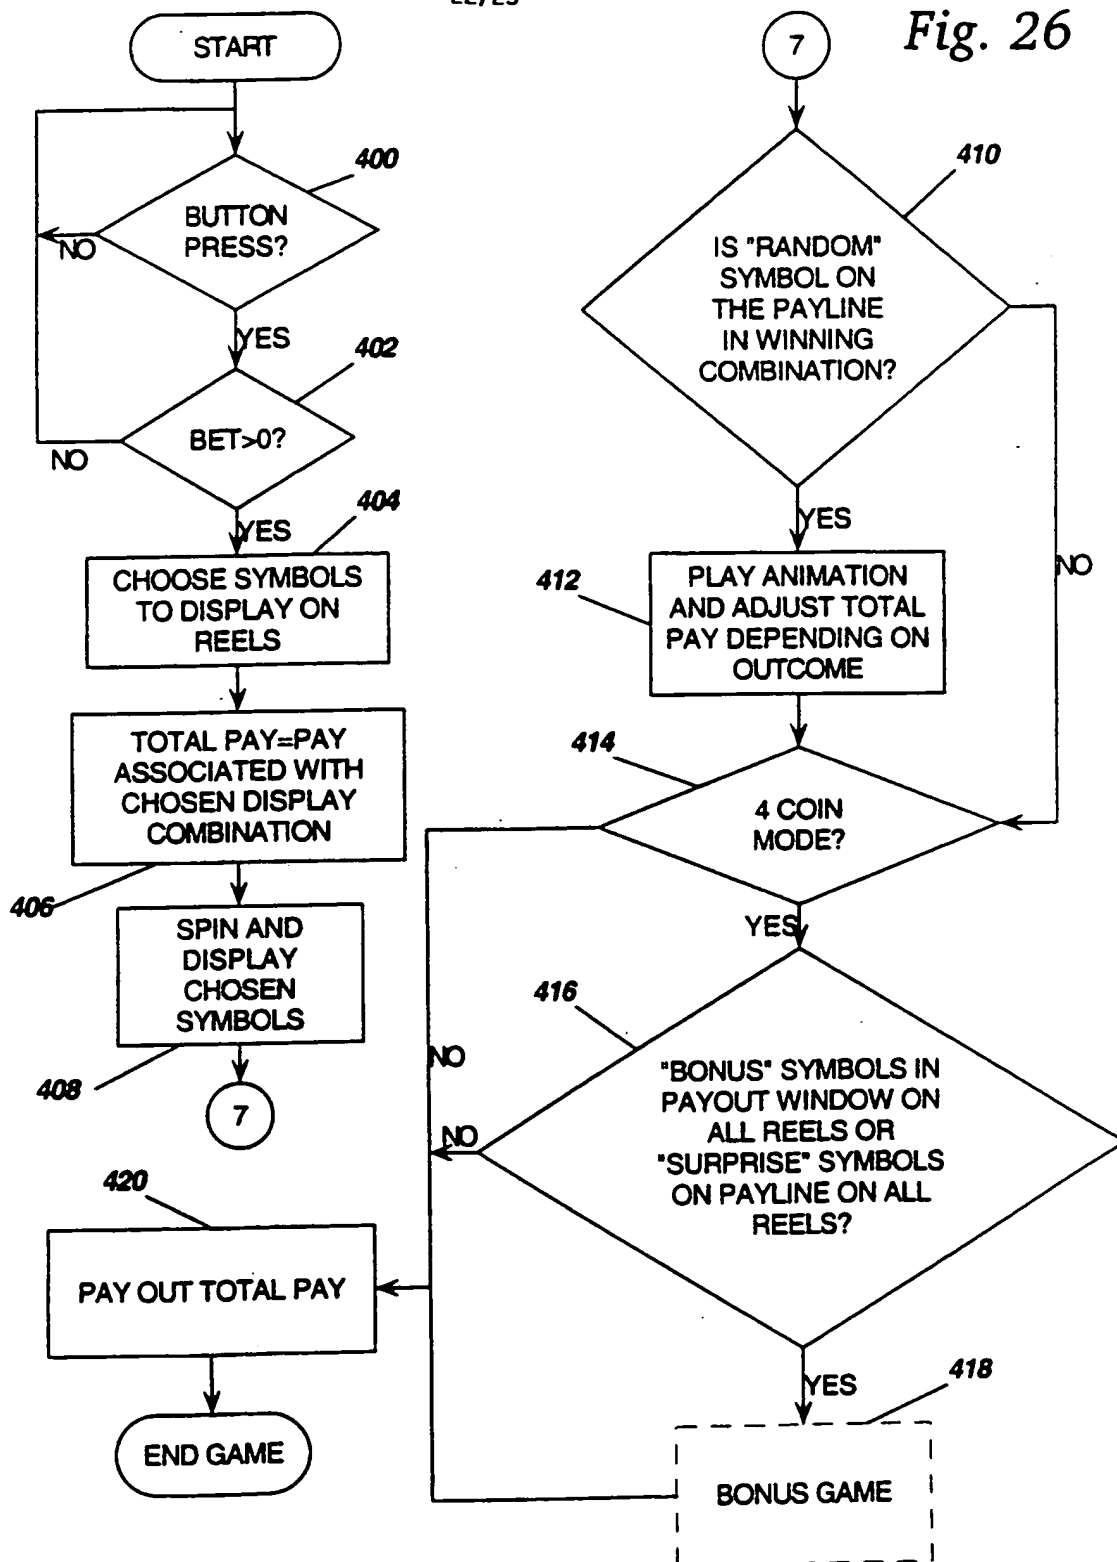 Fig. 26
START
400
BUTTON
PRESS?
NO
YES
402
BET>0?
NO
YES
404
CHOOSE SYMBOLS
TO DISPLAY ON
REELS
TOTAL PAY=PAY
ASSOCIATED WITH
CHOSEN DISPLAY
COMBINATION
406
SPIN AND
DISPLAY
CHOSEN
SYMBOLS
408
7
420
PAY OUT TOTAL PAY
END GAME
7
410
IS "RANDOM"
SYMBOL ON
THE PAYLINE
IN WINNING
COMBINATION?
YES
NO
412
PLAY ANIMATION
AND ADJUST TOTAL
PAY DEPENDING ON
OUTCOME
414
4 COIN
MODE?
YES
NO
416
"BONUS" SYMBOLS IN
PAYOUT WINDOW ON
ALL REELS OR
"SURPRISE" SYMBOLS
ON PAYLINE ON ALL
REELS?
NO
YES
418
BONUS GAME